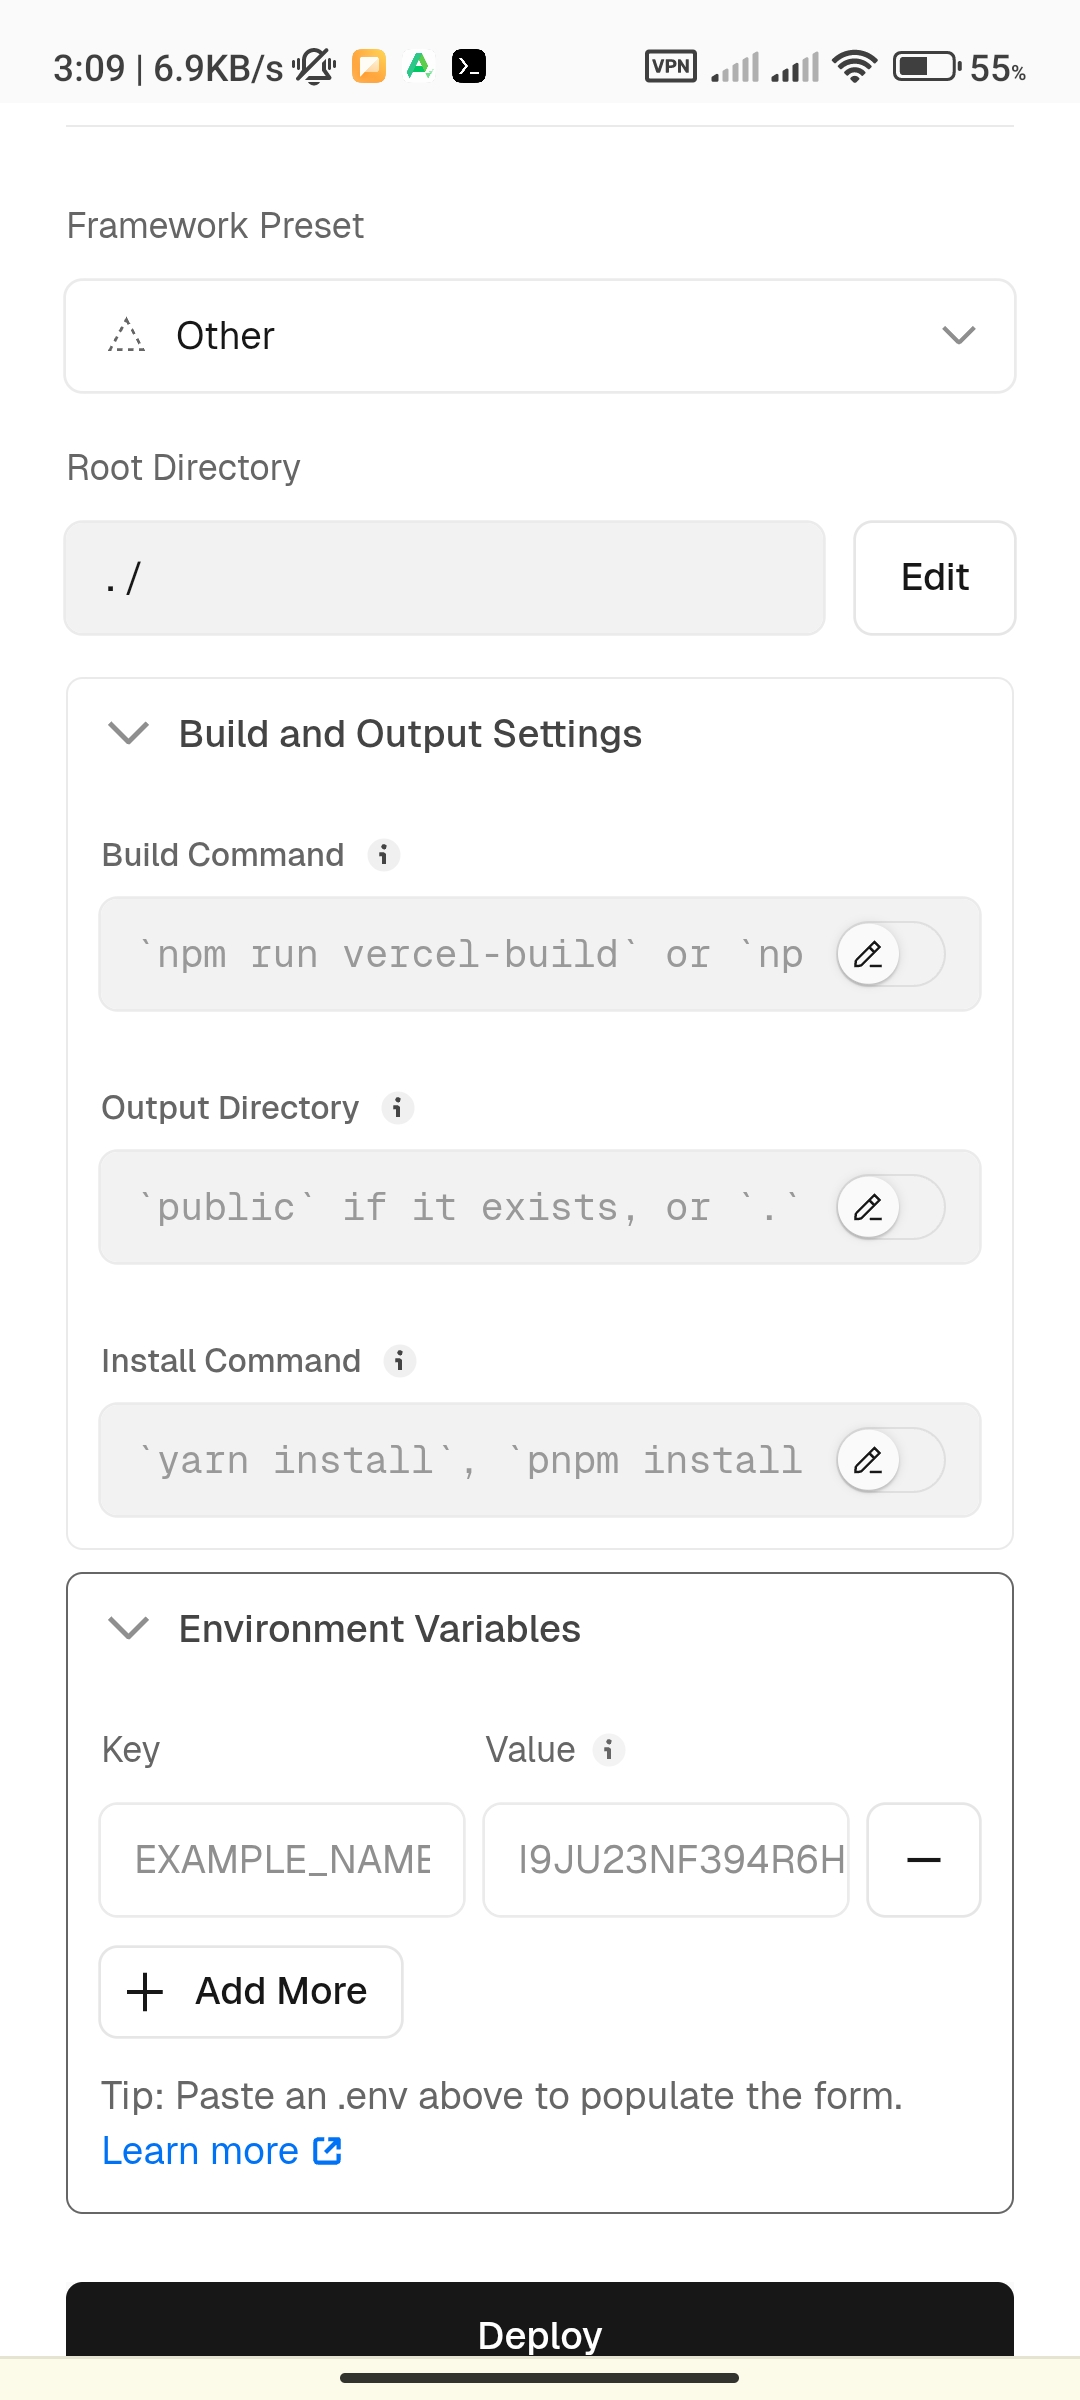 3:09 | 6.9KB/s VPN 55%
Framework Preset
Other
Root Directory
./
Edit
Build and Output Settings
Build Command
`npm run vercel-build` or `np
Output Directory
`public` if it exists, or `.`
Install Command
`yarn install`, `pnpm install
Environment Variables
Key Value
EXAMPLE_NAME I9JU23NF394R6H
Add More
Tip: Paste an .env above to populate the form.
Learn more
Deploy